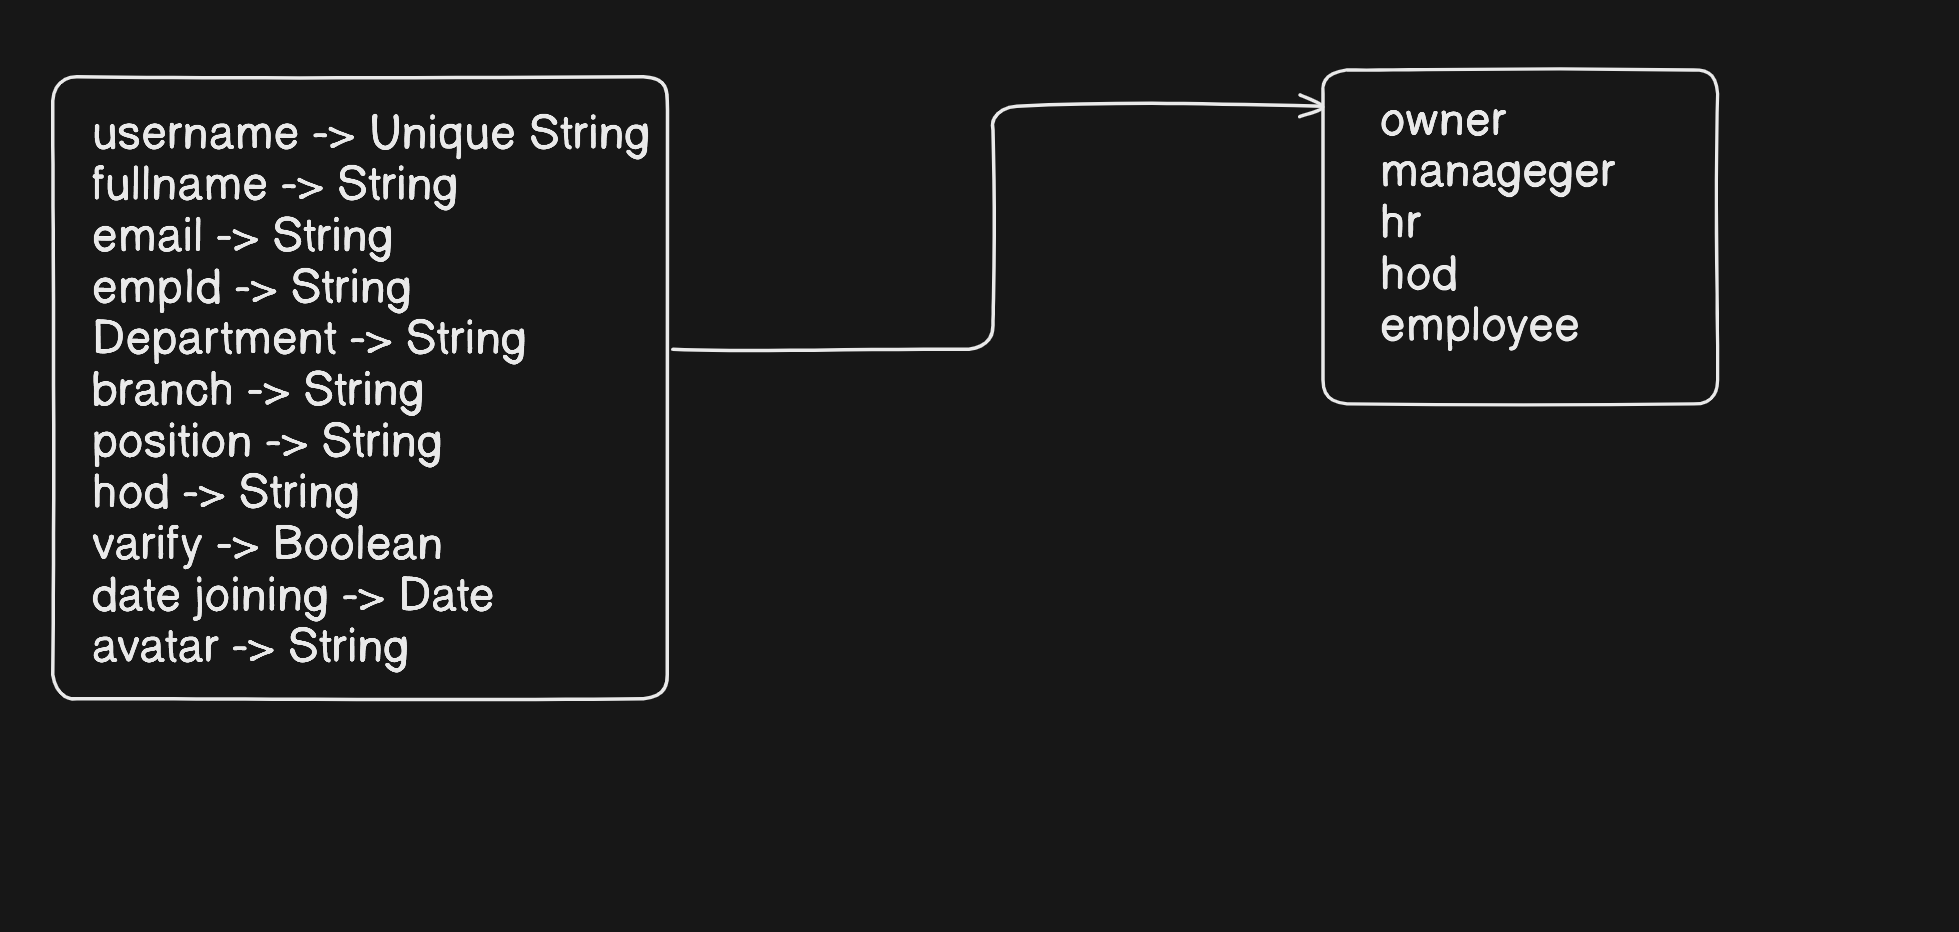 username -> Unique String
fullname -> String
email -> String
empId -> String
Department -> String
branch -> String
position -> String
hod -> String
varify -> Boolean
date joining -> Date
avatar -> String
owner
manageger
hr
hod
employee